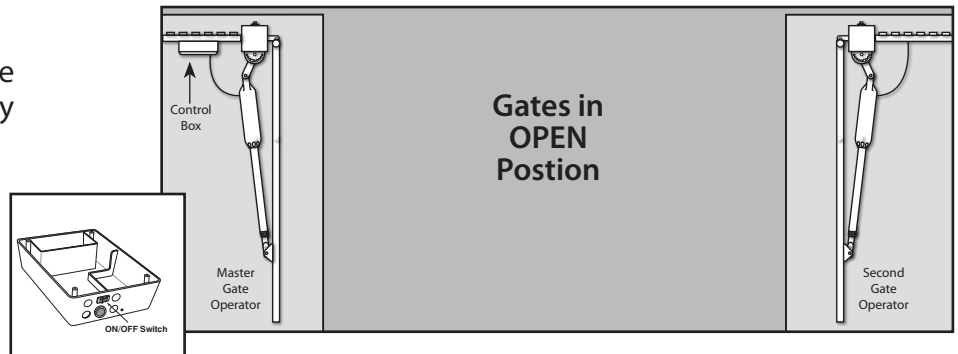 e
y
Control
Box
Gates in
OPEN
Postion
Master
Gate
Operator
Second
Gate
Operator
ON/OFF Switch